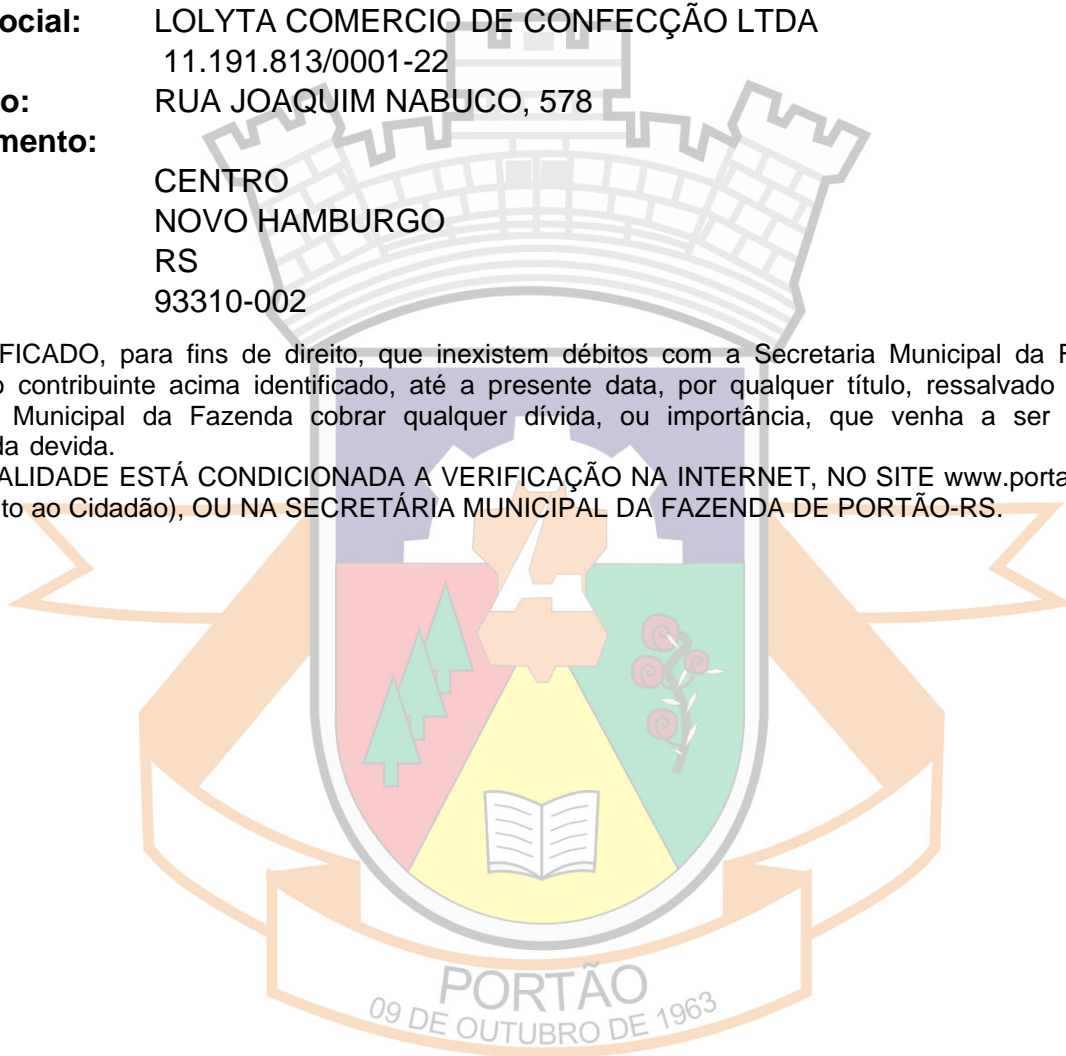 ocial: LOLYTA COMERCIO DE CONFECÇÃO LTDA
11.191.813/0001-22
o: RUA JOAQUIM NABUCO, 578
mento:
CENTRO
NOVO HAMBURGO
RS
93310-002
FICADO, para fins de direito, que inexistem débitos com a Secretaria Municipal da F
o contribuinte acima identificado, até a presente data, por qualquer título, ressalvado
Municipal da Fazenda cobrar qualquer dívida, ou importância, que venha a ser
da devida.
ALIDADE ESTÁ CONDICIONADA A VERIFICAÇÃO NA INTERNET, NO SITE www.porta
to ao Cidadão), OU NA SECRETÁRIA MUNICIPAL DA FAZENDA DE PORTÃO-RS.
PORTÃO
09 DE OUTUBRO DE 1963